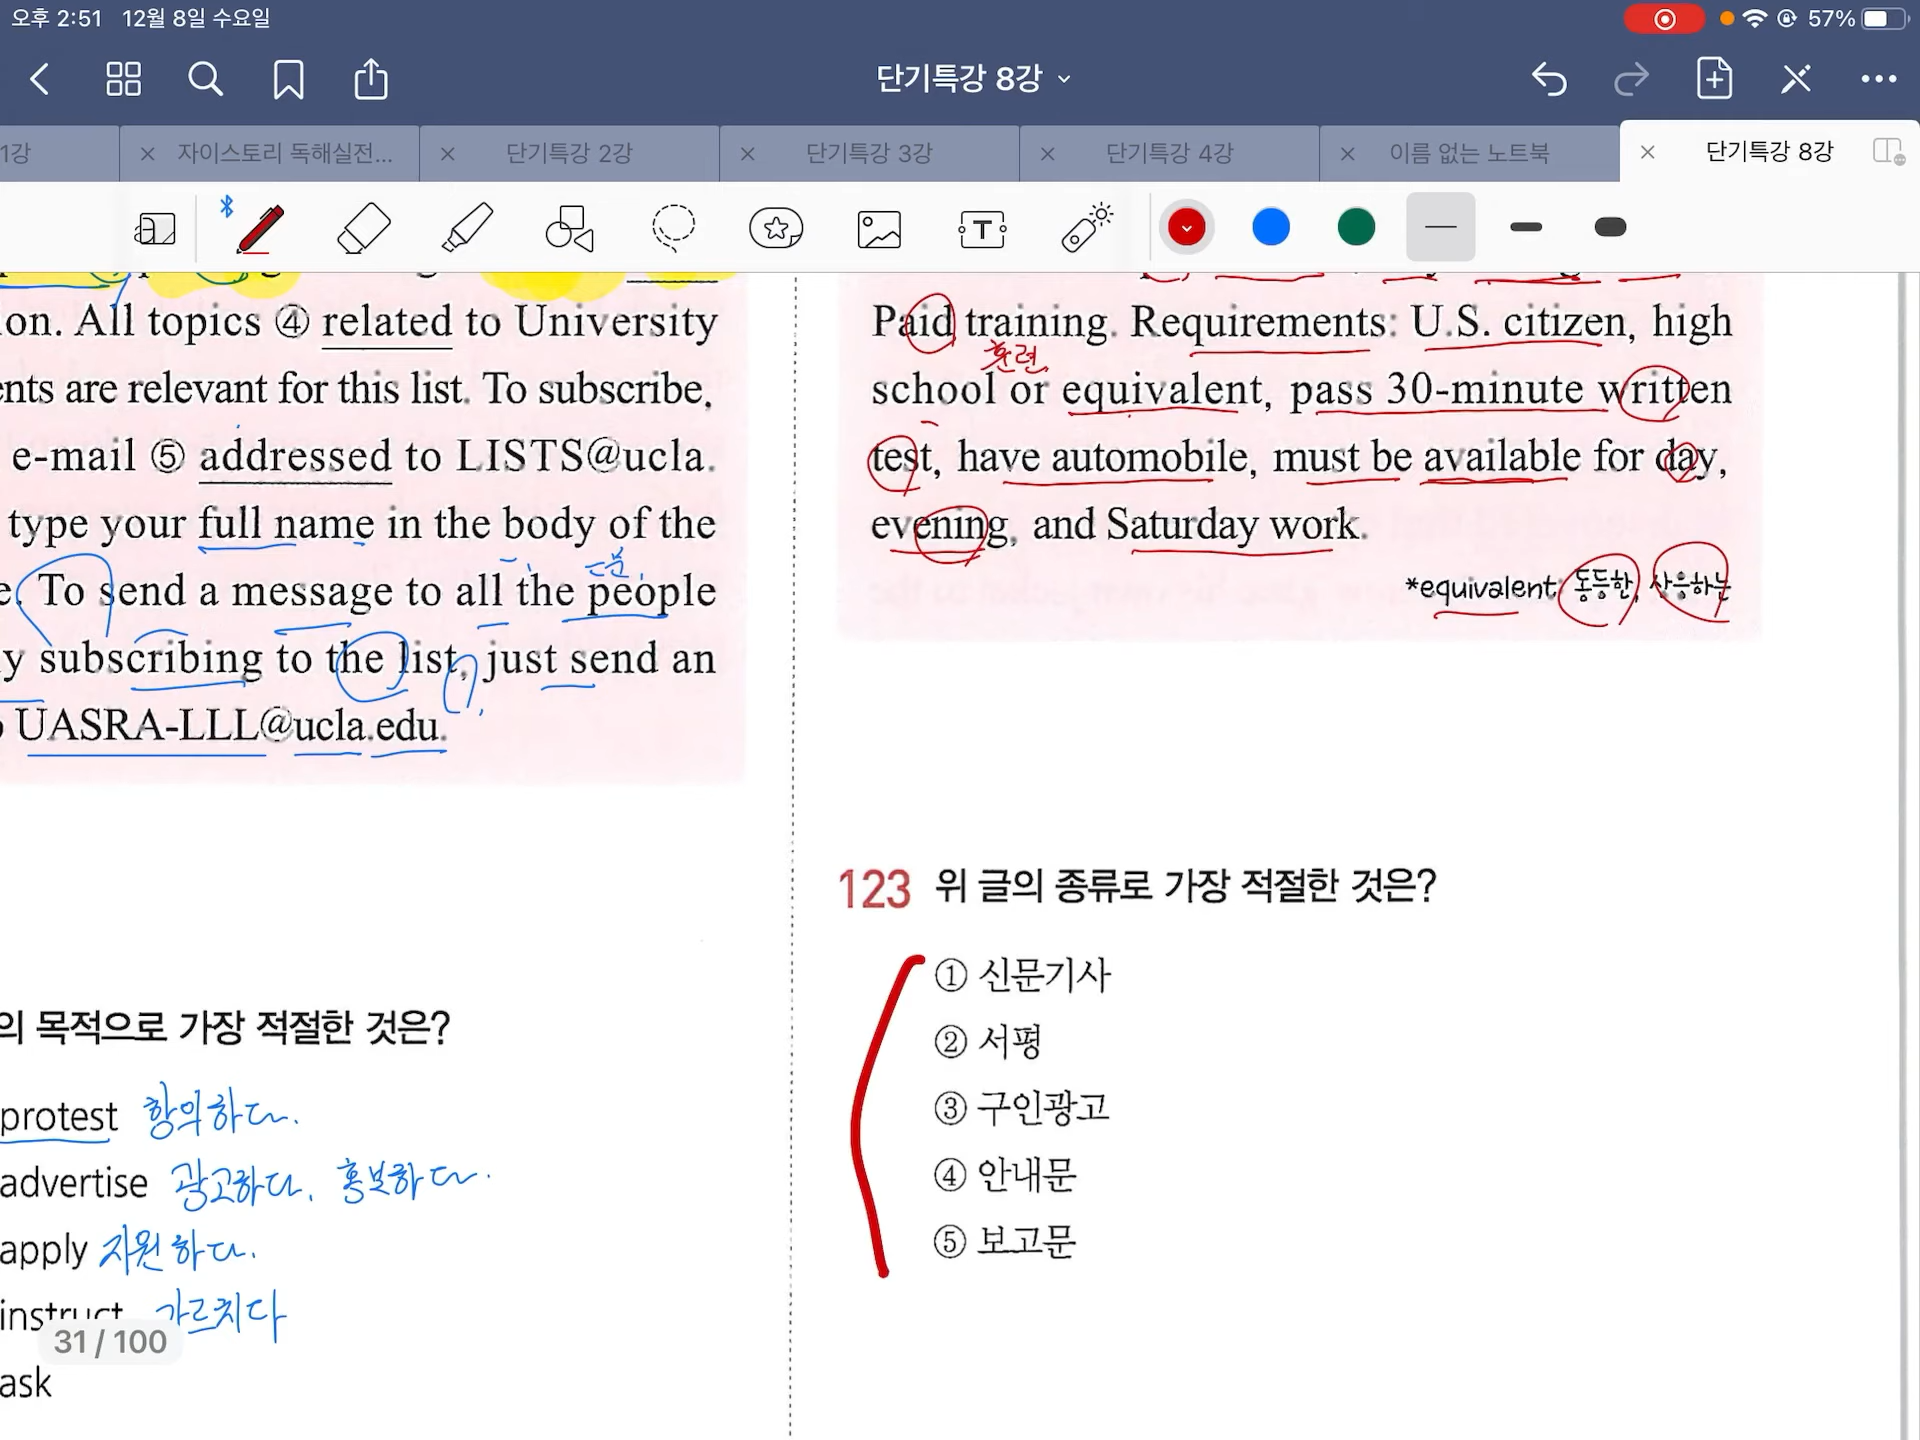 오후 2:51 12월 8일 수요일
57%
단기특강 8강
1강
자이스토리 독해실전...
단기특강 2강
단기특강 3강
단기특강 4강
이름 없는 노트북
단기특강 8강
on. All topics ④ related to University
ents are relevant for this list. To subscribe,
e-mail ⑤ addressed to LISTS@ucla.
type your full name in the body of the
e. To send a message to all the people
y subscribing to the list, just send an
UASRA-LLL@ucla.edu.
의 목적으로 가장 적절한 것은?
protest 항의하다.
advertise 광고하다. 홍보하다.
apply 지원하다.
instruct 가르치다
31 / 100
ask
Paid training. Requirements: U.S. citizen, high
훈련
school or equivalent, pass 30-minute written
test, have automobile, must be available for day,
evening, and Saturday work.
*equivalent: 동등한, 상응하는
123 위 글의 종류로 가장 적절한 것은?
① 신문기사
② 서평
③ 구인광고
④ 안내문
⑤ 보고문